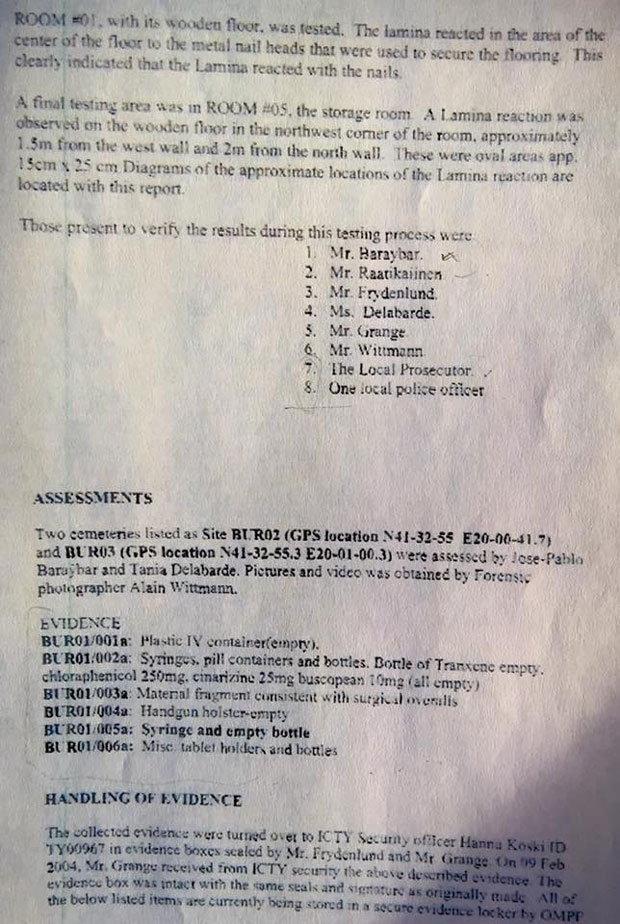 ROOM #01, with its wooden floor, was tested. The lamina reacted in the area of the
center of the floor to the metal nail heads that were used to secure the flooring. This
clearly indicated that the Lamina reacted with the nails.
A final testing area was in ROOM #05, the storage room. A Lamina reaction was
observed on the wooden floor in the northwest corner of the room, approximately
1.5m from the west wall and 2m from the north wall. These were oval areas app.
15cm x 25 cm Diagrams of the approximate locations of the Lamina reaction are
located with this report.
Those present to verify the results during this testing process were
1. Mr. Baraybar.
2. Mr. Raatikaiinen
3. Mr. Frydenlund.
4. Ms. Delabarde.
5. Mr. Grange
6. Mr. Wittmann
7. The Local Prosecutor.
8. One local police officer
ASSESSMENTS
Two cemeteries listed as Site BUR02 (GPS location N41-32-55 E20-00-41.7)
and BUR03 (GPS location N41-32-55.3 E20-01-00.3) were assessed by Jose-Pablo
Baraybar and Tania Delabarde. Pictures and video was obtained by Forensic
photographer Alain Wittmann.
EVIDENCE
BUR01/001a: Plastic IV container(empty).
BUR01/002a: Syringes, pill containers and bottles. Bottle of Tranxene empty.
chloraphenicol 250mg, cinarizine 25mg buscopean 10mg (all empty)
BUR01/003a: Material fragment consistent with surgical overalls
BUR01/004a: Handgun holster-empty
BUR01/005a: Syringe and empty bottle
BUR01/006a: Misc. tablet holders and bottles
HANDLING OF EVIDENCE
The collected evidence were turned over to ICTY Security officer Hannu Koski ID
TY00967 in evidence boxes sealed by Mr. Frydenlund and Mr. Grange. On 09 Feb
2004, Mr. Grange received from ICTY security the above described evidence. The
evidence box was intact with the same seals and signature as originally made. All of
the below listed items are currently being stored in a secure evidence locker by OMPF